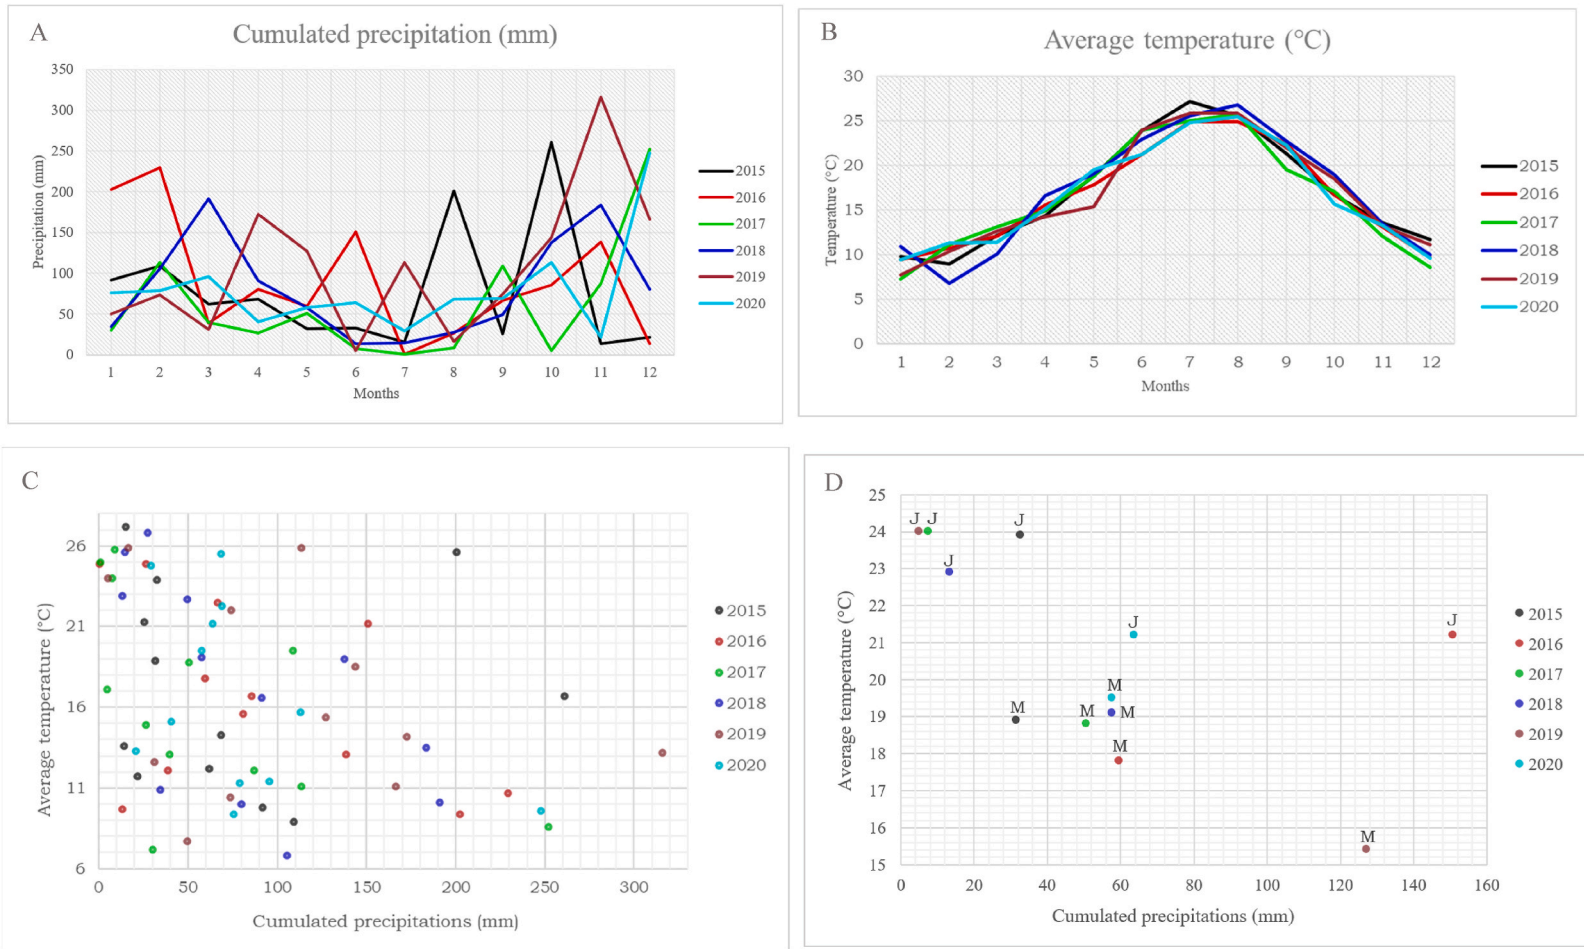 A
Cumulated precipitation (mm)
350
300
250
200
150
100
50
0
Precipitation (mm)
1 2 3 4 5 6 7 8 9 10 11 12
Months
2015
2016
2017
2018
2019
2020
B
Average temperature (°C)
30
25
20
15
10
5
0
Temperature (°C)
1 2 3 4 5 6 7 8 9 10 11 12
Months
2015
2016
2017
2018
2019
2020
C
26
21
16
11
6
Average temperature (°C)
0 50 100 150 200 250 300
Cumulated precipitations (mm)
2015
2016
2017
2018
2019
2020
D
25
24
23
22
21
20
19
18
17
16
15
Average temperature (°C)
J J J
J
J J
M
M M M
M
M
0 20 40 60 80 100 120 140 160
Cumulated precipitations (mm)
2015
2016
2017
2018
2019
2020